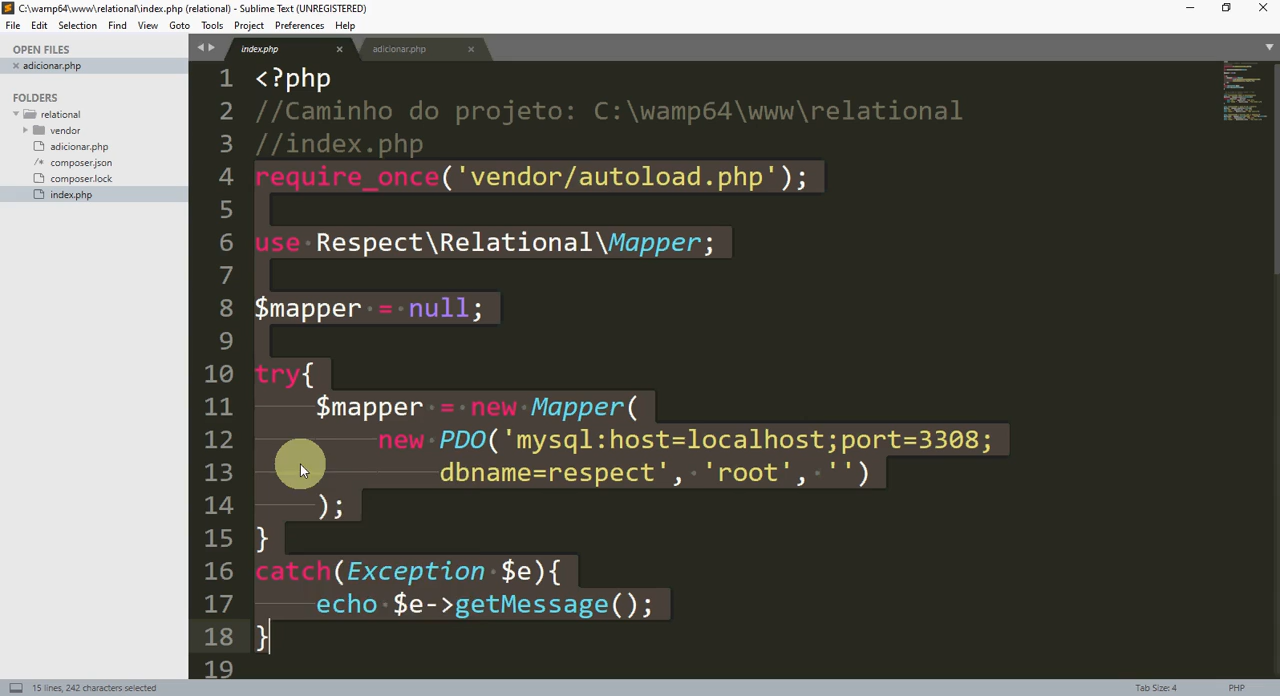 C:\wamp64\www\relational\index.php (relational) - Sublime Text (UNREGISTERED)
File Edit Selection Find View Goto Tools Project Preferences Help
OPEN FILES
adicionar.php
FOLDERS
relational
vendor
adicionar.php
composer.json
composer.lock
index.php
index.php adicionar.php
1 <?php
2 //Caminho do projeto: C:\wamp64\www\relational
3 //index.php
4 require_once('vendor/autoload.php');
5
6 use Respect\Relational\Mapper;
7
8 $mapper = null;
9
10 try{
11 $mapper = new Mapper(
12 new PDO('mysql:host=localhost;port=3308;
13 dbname=respect', 'root', '')
14 );
15 }
16 catch(Exception $e){
17 echo $e->getMessage();
18 }
19
15 lines, 242 characters selected Tab Size: 4 PHP